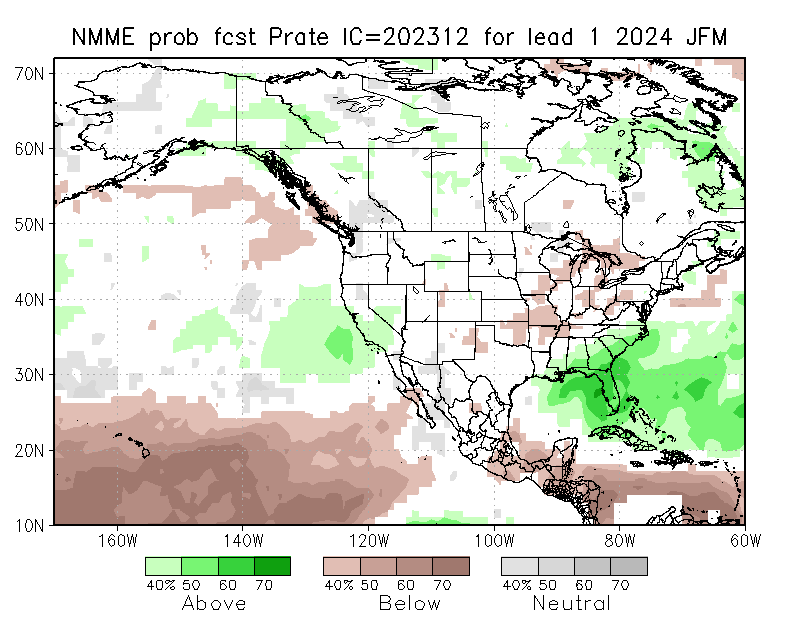 NMME prob fcst Prate IC=202312 for lead 1 2024 JFM
70N
60N
50N
40N
30N
20N
10N
160W 140W 120W 100W 80W 60W
40% 50 60 70 40% 50 60 70 40% 50 60 70
Above Below Neutral